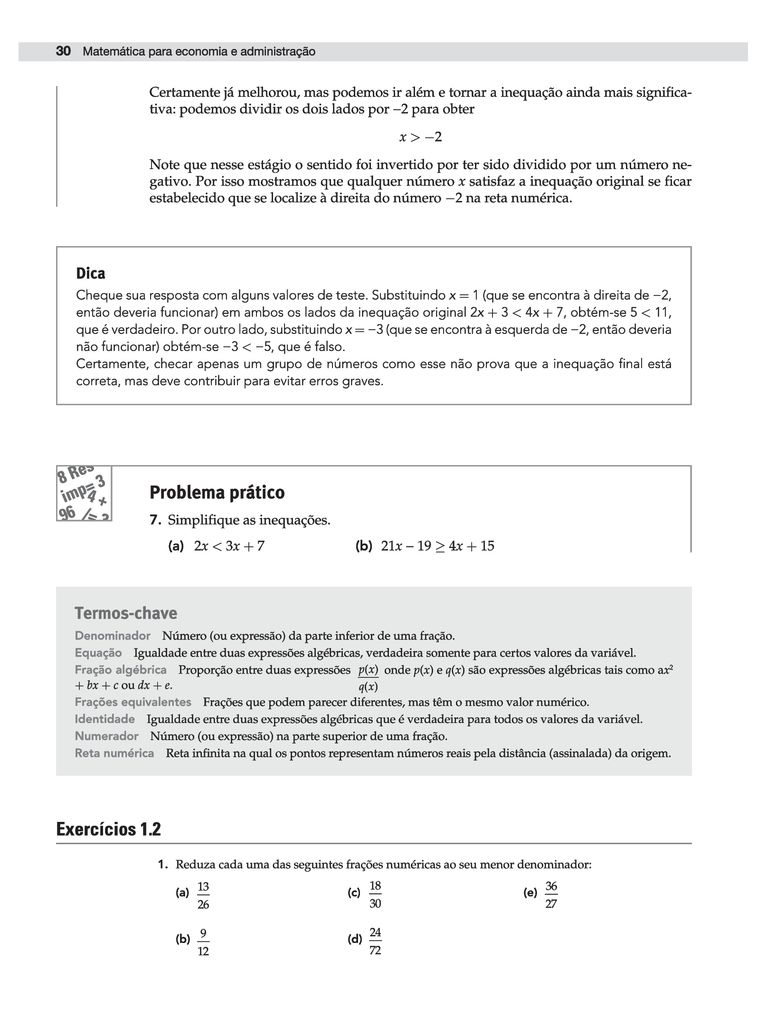 30 Matemática para economia e administração
Certamente já melhorou, mas podemos ir além e tornar a inequação ainda mais significa-
tiva: podemos dividir os dois lados por −2 para obter
x > −2
Note que nesse estágio o sentido foi invertido por ter sido dividido por um número ne-
gativo. Por isso mostramos que qualquer número x satisfaz a inequação original se ficar
estabelecido que se localize à direita do número −2 na reta numérica.
Dica
Cheque sua resposta com alguns valores de teste. Substituindo x = 1 (que se encontra à direita de −2,
então deveria funcionar) em ambos os lados da inequação original 2x + 3 < 4x + 7, obtém-se 5 < 11,
que é verdadeiro. Por outro lado, substituindo x = −3 (que se encontra à esquerda de −2, então deveria
não funcionar) obtém-se −3 < −5, que é falso.
Certamente, checar apenas um grupo de números como esse não prova que a inequação final está
correta, mas deve contribuir para evitar erros graves.
8 Res
imp= 3
4 +
96 /= 2
Problema prático
7. Simplifique as inequações.
(a) 2x < 3x + 7 (b) 21x – 19 ≥ 4x + 15
Termos-chave
Denominador Número (ou expressão) da parte inferior de uma fração.
Equação Igualdade entre duas expressões algébricas, verdadeira somente para certos valores da variável.
Fração algébrica Proporção entre duas expressões p(x)/q(x) onde p(x) e q(x) são expressões algébricas tais como ax²
+ bx + c ou dx + e.
Frações equivalentes Frações que podem parecer diferentes, mas têm o mesmo valor numérico.
Identidade Igualdade entre duas expressões algébricas que é verdadeira para todos os valores da variável.
Numerador Número (ou expressão) na parte superior de uma fração.
Reta numérica Reta infinita na qual os pontos representam números reais pela distância (assinalada) da origem.
Exercícios 1.2
1. Reduza cada uma das seguintes frações numéricas ao seu menor denominador:
(a) 13/26 (c) 18/30 (e) 36/27
(b) 9/12 (d) 24/72